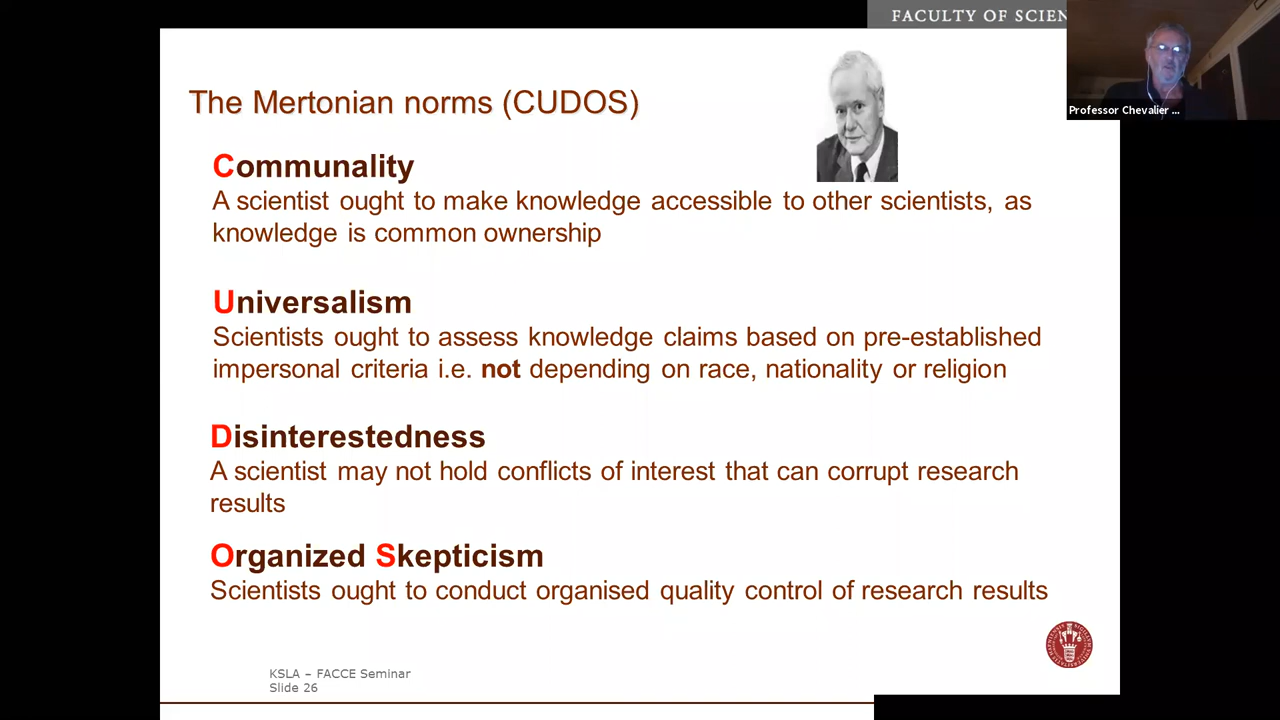 FACULTY OF SCIEN
Professor Chevalier ...
The Mertonian norms (CUDOS)
Communality
A scientist ought to make knowledge accessible to other scientists, as
knowledge is common ownership
Universalism
Scientists ought to assess knowledge claims based on pre-established
impersonal criteria i.e. not depending on race, nationality or religion
Disinterestedness
A scientist may not hold conflicts of interest that can corrupt research
results
Organized Skepticism
Scientists ought to conduct organised quality control of research results
KSLA – FACCE Seminar
Slide 26